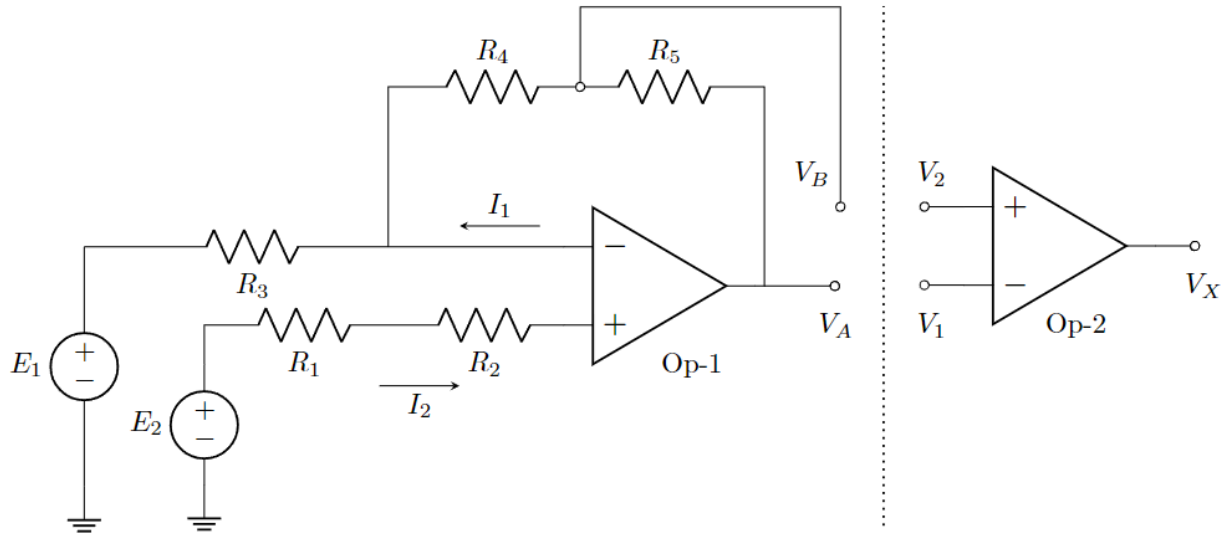 R4 R5
VB V2
I1
− +
R3
R1 R2 + −
VA V1 VX
Op-1 Op-2
E1 + −
I2
E2 + −